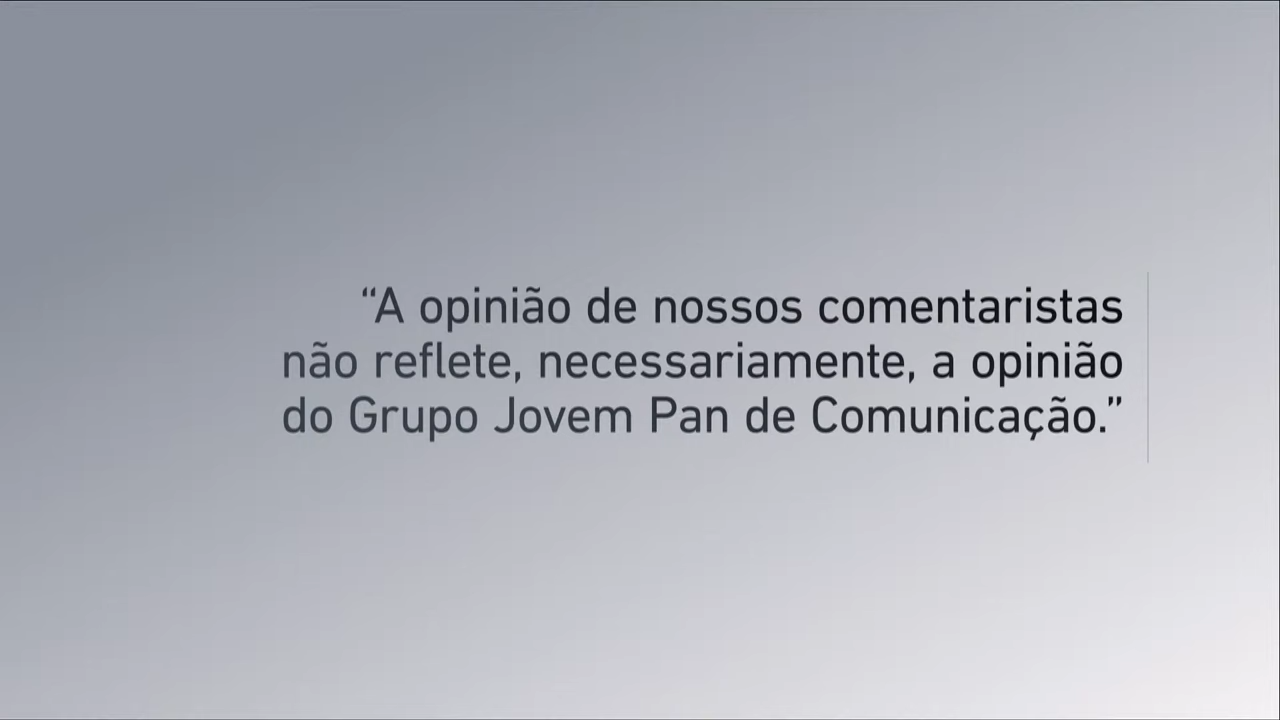 “A opinião de nossos comentaristas
não reflete, necessariamente, a opinião
do Grupo Jovem Pan de Comunicação.”